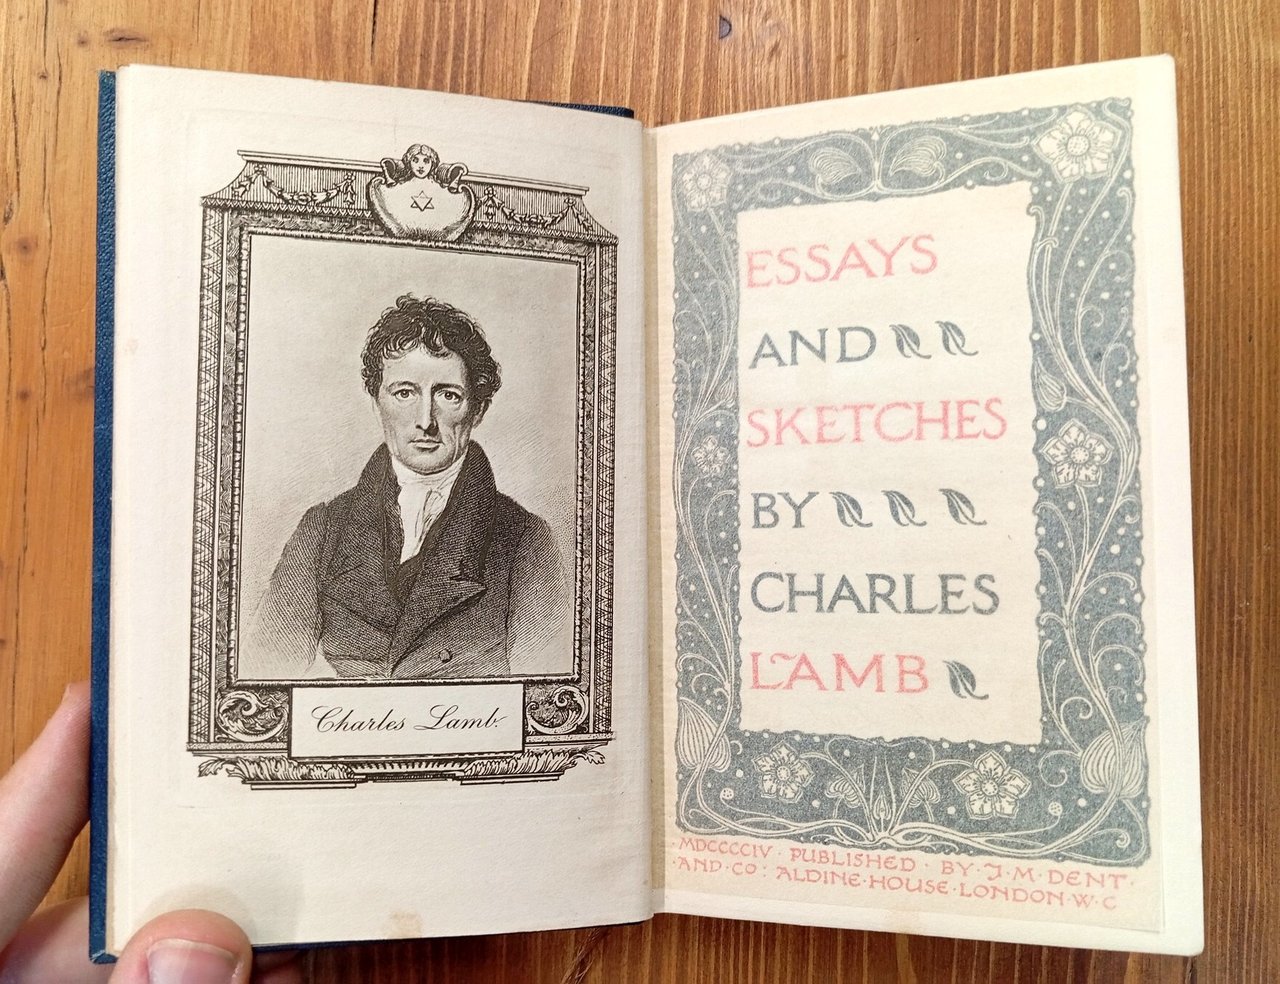 Charles Lamb.
ESSAYS
AND
SKETCHES
BY
CHARLES
LAMB
MDCCCCIV · PUBLISHED · BY · J · M · DENT ·
· AND · CO : ALDINE · HOUSE · LONDON · W · C